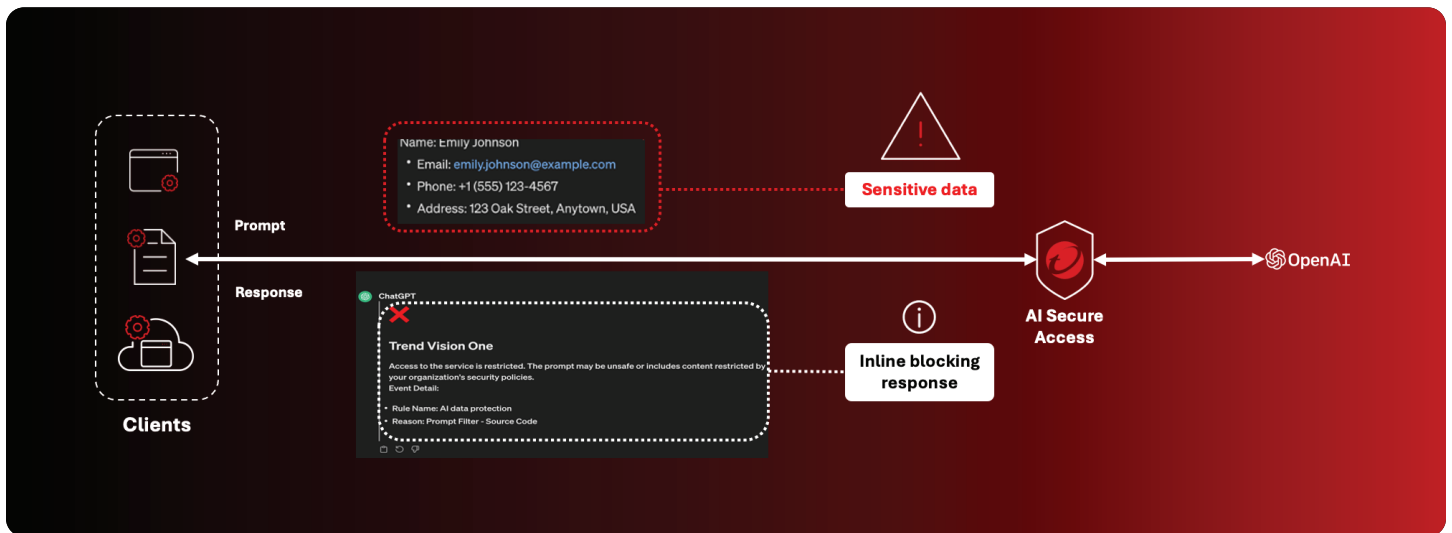 Name: Emily Johnson
• Email: emily.johnson@example.com
• Phone: +1 (555) 123-4567
• Address: 123 Oak Street, Anytown, USA
Sensitive data
Prompt
Response
OpenAI
ChatGPT
Trend Vision One
Access to the service is restricted. The prompt may be unsafe or includes content restricted by
your organization's security policies.
Event Detail:
• Rule Name: AI data protection
• Reason: Prompt Filter - Source Code
Inline blocking
response
AI Secure
Access
Clients